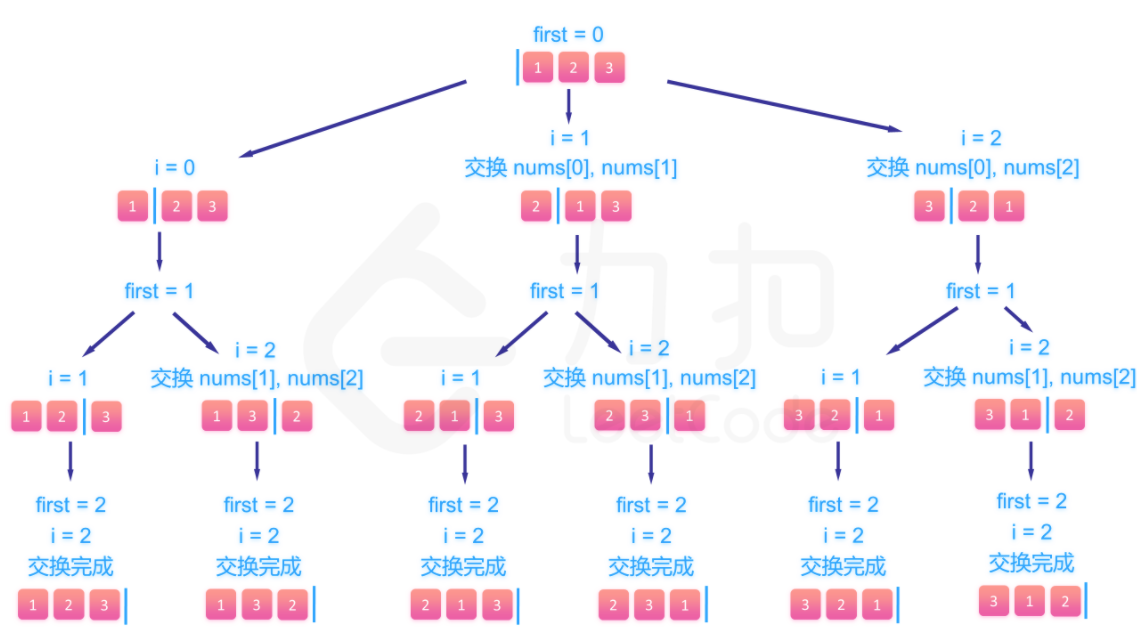 first = 0
1 2 3
i = 0
1 2 3
i = 1
交换 nums[0], nums[1]
2 1 3
i = 2
交换 nums[0], nums[2]
3 2 1
first = 1
first = 1
first = 1
i = 1
1 2 3
i = 2
交换 nums[1], nums[2]
1 3 2
i = 1
2 1 3
i = 2
交换 nums[1], nums[2]
2 3 1
i = 1
3 2 1
i = 2
交换 nums[1], nums[2]
3 1 2
first = 2
i = 2
交换完成
1 2 3
first = 2
i = 2
交换完成
1 3 2
first = 2
i = 2
交换完成
2 1 3
first = 2
i = 2
交换完成
2 3 1
first = 2
i = 2
交换完成
3 2 1
first = 2
i = 2
交换完成
3 1 2
力扣
LeetCode